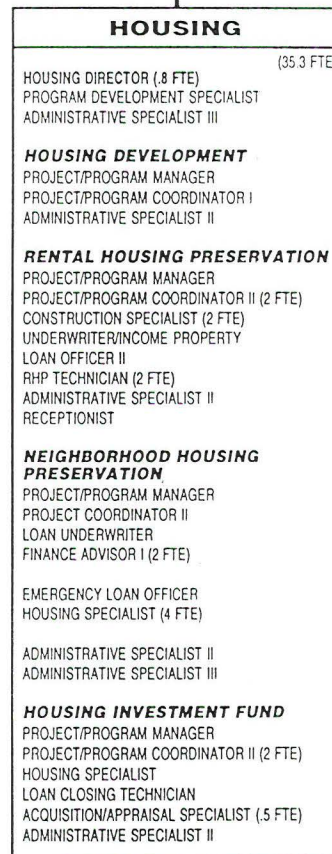 HOUSING
(35.3 FTE
HOUSING DIRECTOR (.8 FTE)
PROGRAM DEVELOPMENT SPECIALIST
ADMINISTRATIVE SPECIALIST III
HOUSING DEVELOPMENT
PROJECT/PROGRAM MANAGER
PROJECT/PROGRAM COORDINATOR I
ADMINISTRATIVE SPECIALIST II
RENTAL HOUSING PRESERVATION
PROJECT/PROGRAM MANAGER
PROJECT/PROGRAM COORDINATOR II (2 FTE)
CONSTRUCTION SPECIALIST (2 FTE)
UNDERWRITER/INCOME PROPERTY
LOAN OFFICER II
RHP TECHNICIAN (2 FTE)
ADMINISTRATIVE SPECIALIST II
RECEPTIONIST
NEIGHBORHOOD HOUSING
PRESERVATION
PROJECT/PROGRAM MANAGER
PROJECT COORDINATOR II
LOAN UNDERWRITER
FINANCE ADVISOR I (2 FTE)
EMERGENCY LOAN OFFICER
HOUSING SPECIALIST (4 FTE)
ADMINISTRATIVE SPECIALIST II
ADMINISTRATIVE SPECIALIST III
HOUSING INVESTMENT FUND
PROJECT/PROGRAM MANAGER
PROJECT/PROGRAM COORDINATOR II (2 FTE)
HOUSING SPECIALIST
LOAN CLOSING TECHNICIAN
ACQUISITION/APPRAISAL SPECIALIST (.5 FTE)
ADMINISTRATIVE SPECIALIST II